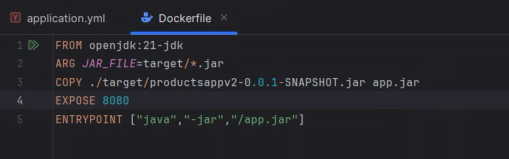 application.yml Dockerfile
1 FROM openjdk:21-jdk
2 ARG JAR_FILE=target/*.jar
3 COPY ./target/productsappv2-0.0.1-SNAPSHOT.jar app.jar
4 EXPOSE 8080
5 ENTRYPOINT ["java","-jar","/app.jar"]